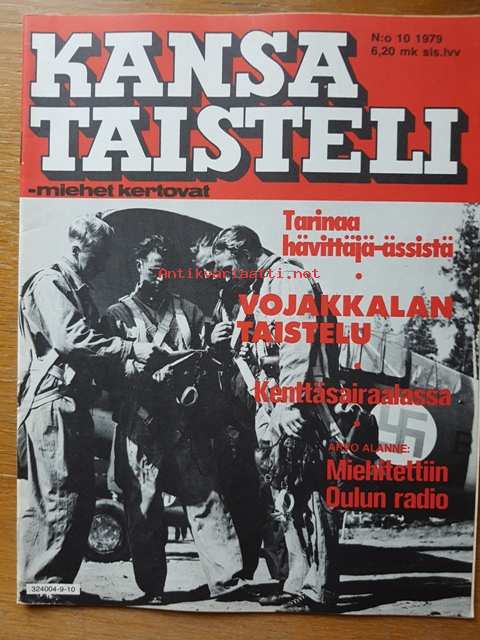 KANSA
TAISTELI
-miehet kertovat
N:o 10 1979
6,20 mk sis.lvv
Tarinaa
hävittäjä-ässistä
•
Antikvariaatti.net
VOJAKKALAN
TAISTELU
•
Kenttäsairaalassa
•
ARVO ALANNE:
Miehitettiin
Oulun radio
324004-9-10